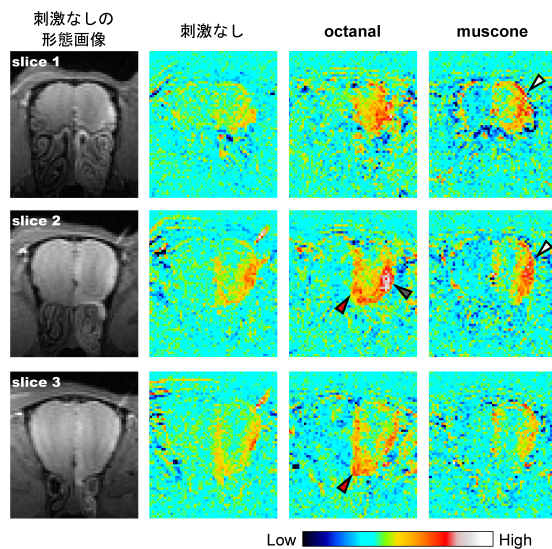 刺激なしの
形態画像
刺激なし
octanal
muscone
slice 1
slice 2
slice 3
Low
High